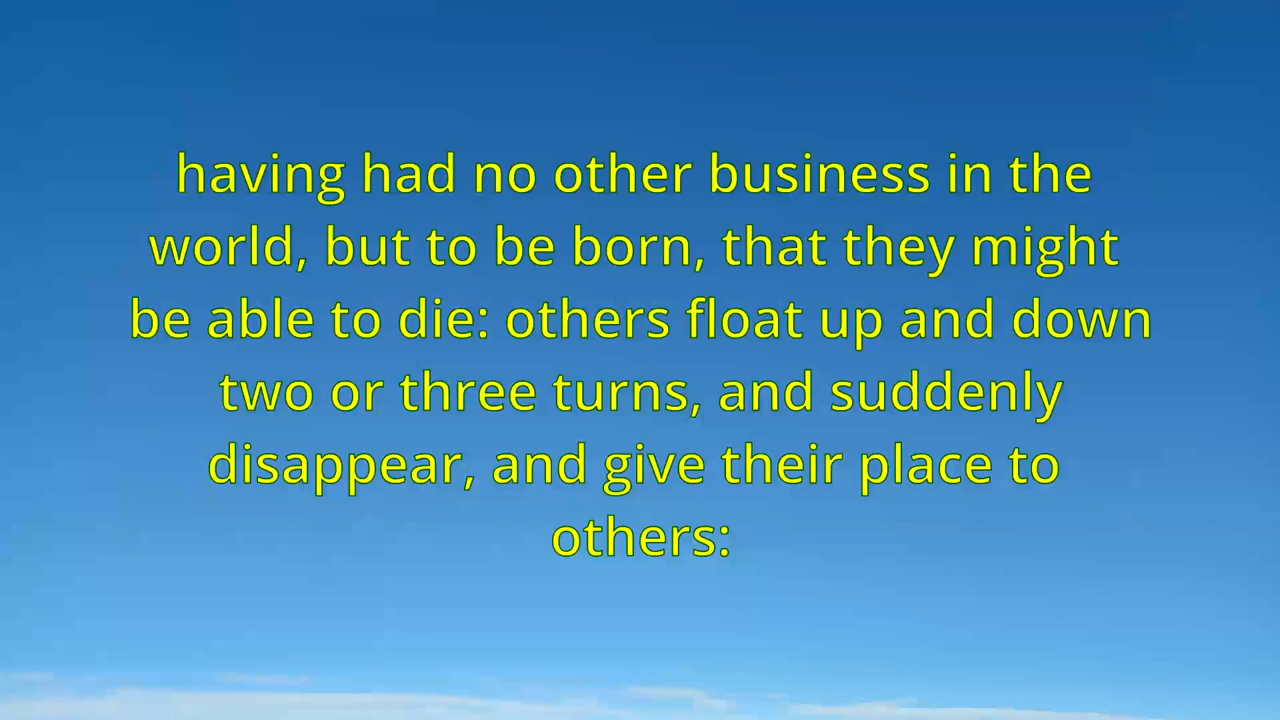 having had no other business in the
world, but to be born, that they might
be able to die: others float up and down
two or three turns, and suddenly
disappear, and give their place to
others: